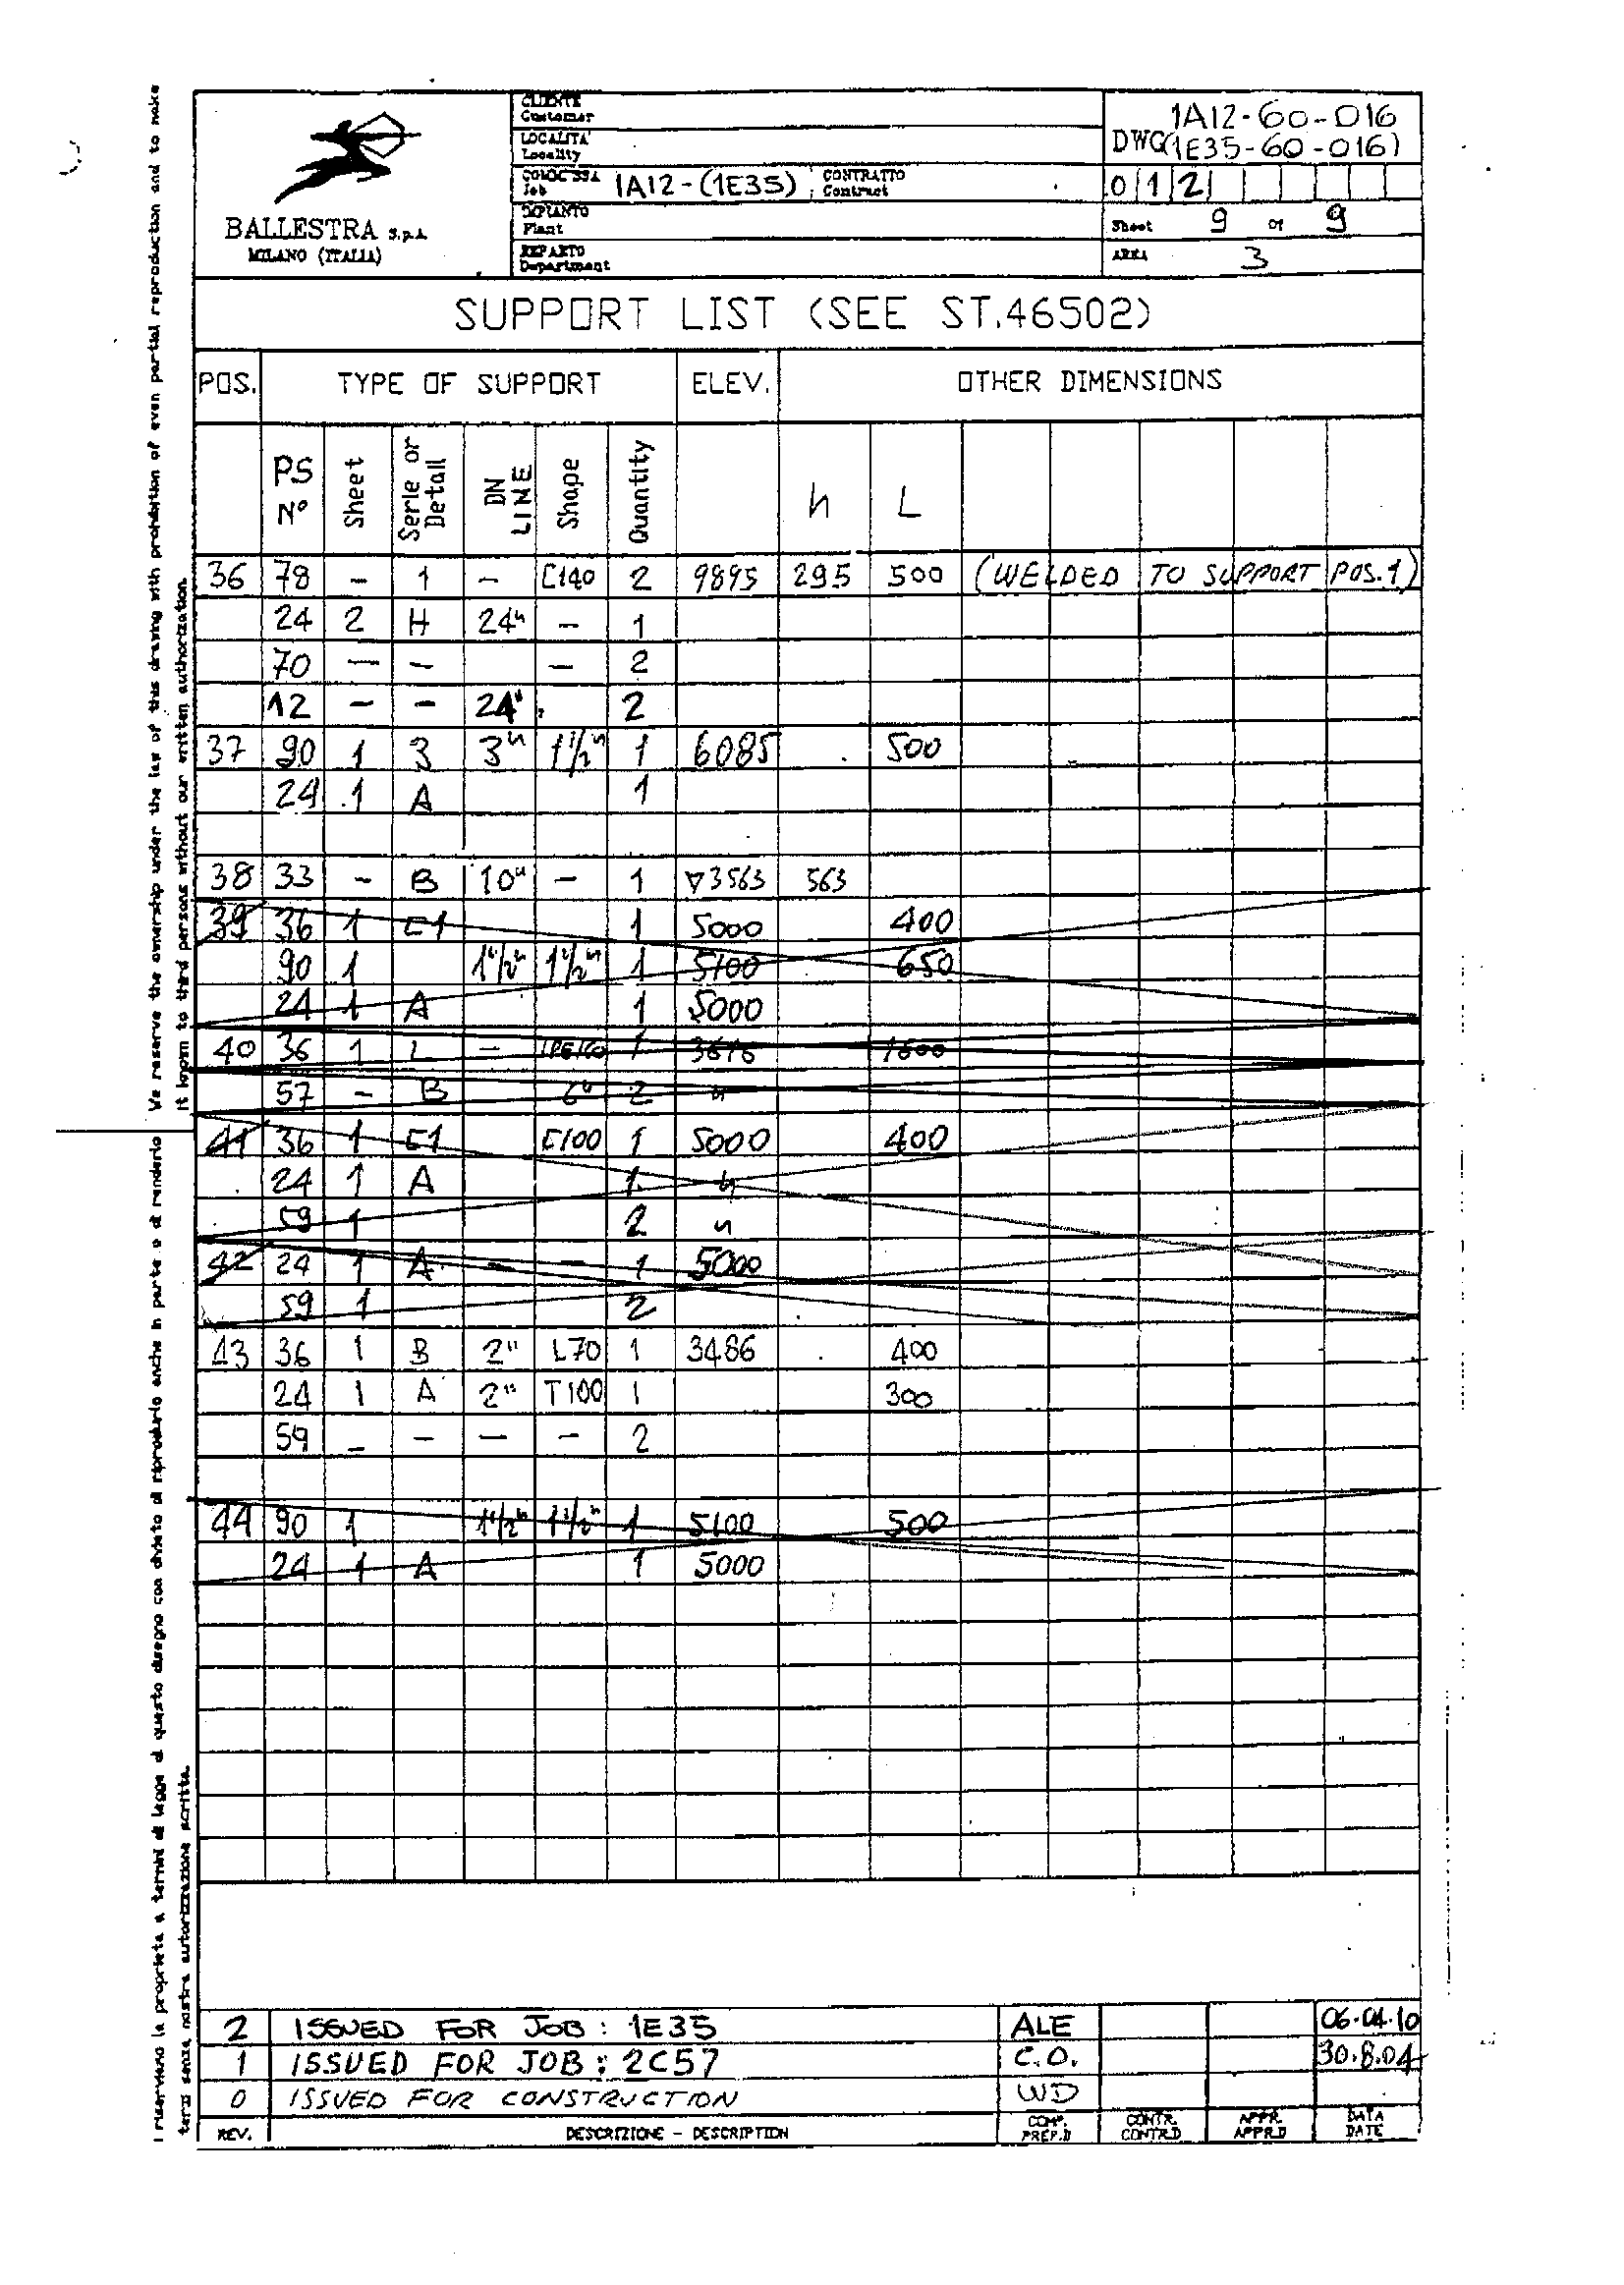 CLIENTE
Customer
LOCALITA'
Locality
COMMESSA
Job
1A12-(1E35)
CONTRATTO
Contract
IMPIANTO
Plant
REPARTO
Department
1A12-60-016
DWG(1E35-60-016)
0 1 2
Sheet 9 or 9
AREA 3
BALLESTRA S.p.A.
MILANO (ITALIA)
SUPPORT LIST (SEE ST.46502)
POS. TYPE OF SUPPORT ELEV. OTHER DIMENSIONS
PS N° Sheet Serie or Detail DN LINE Shape Quantity h L
36 78 - 1 - C140 2 9895 295 500 (WELDED TO SUPPORT POS.1)
24 2 H 24" - 1
70 - - - 2
12 - - 24" 2
37 90 1 3 3" 1½" 1 6085 500
24 1 A 1
38 33 - B 10" - 1 ∇3563 563
39 36 1 C1 1 5000 400
90 1 1½" 1½" 1 5100 650
24 1 A 1 5000
40 36 1 L - 1
57 - B 6" 2 "
41 36 1 C1 C100 1 5000 400
24 1 A 1 "
59 1 2 "
42 24 1 A - - 1 5000
59 1 2
43 36 1 B 2" L70 1 3486 400
24 1 A 2" T100 1 300
59 - - - - 2
44 90 1 1½" 1½" 1 5100 500
24 1 A 1 5000
2 ISSUED FOR JOB: 1E35 ALE 06.04.10
1 ISSUED FOR JOB: 2C57 C.O. 30.8.04
0 ISSUED FOR CONSTRUCTION WD
REV. DESCRIZIONE - DESCRIPTION COMP. PREP.D CONTR. CONTR.D APPR. APPR.D DATA DATE
We reserve the ownership under the law of this drawing with prohibition of even partial reproduction and to make
it known to third persons without our written authorization.
riserviamo la proprieta a termini di legge di questo disegno con divieto di riprodurlo anche in parte o di renderlo
terzi senza nostra autorizzazione scritta.